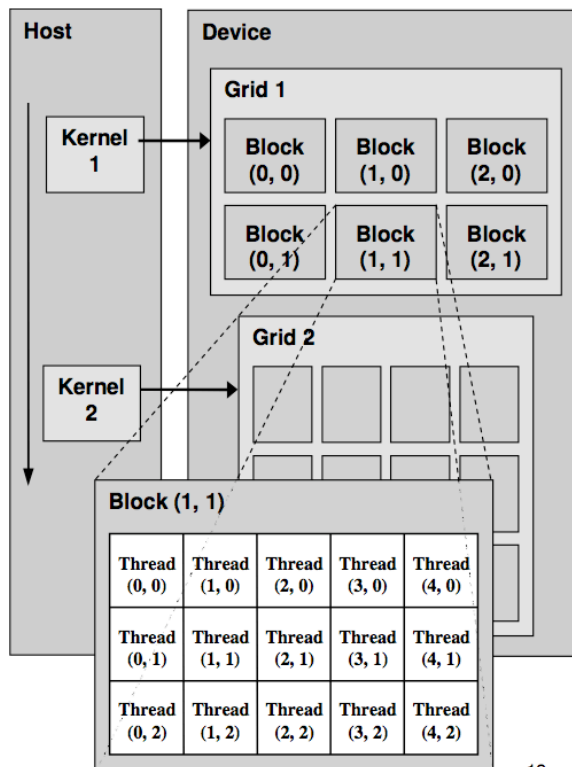 Host
Device
Grid 1
Kernel
1
Block
(0, 0)
Block
(1, 0)
Block
(2, 0)
Block
(0, 1)
Block
(1, 1)
Block
(2, 1)
Grid 2
Kernel
2
Block (1, 1)
Thread
(0, 0)
Thread
(1, 0)
Thread
(2, 0)
Thread
(3, 0)
Thread
(4, 0)
Thread
(0, 1)
Thread
(1, 1)
Thread
(2, 1)
Thread
(3, 1)
Thread
(4, 1)
Thread
(0, 2)
Thread
(1, 2)
Thread
(2, 2)
Thread
(3, 2)
Thread
(4, 2)